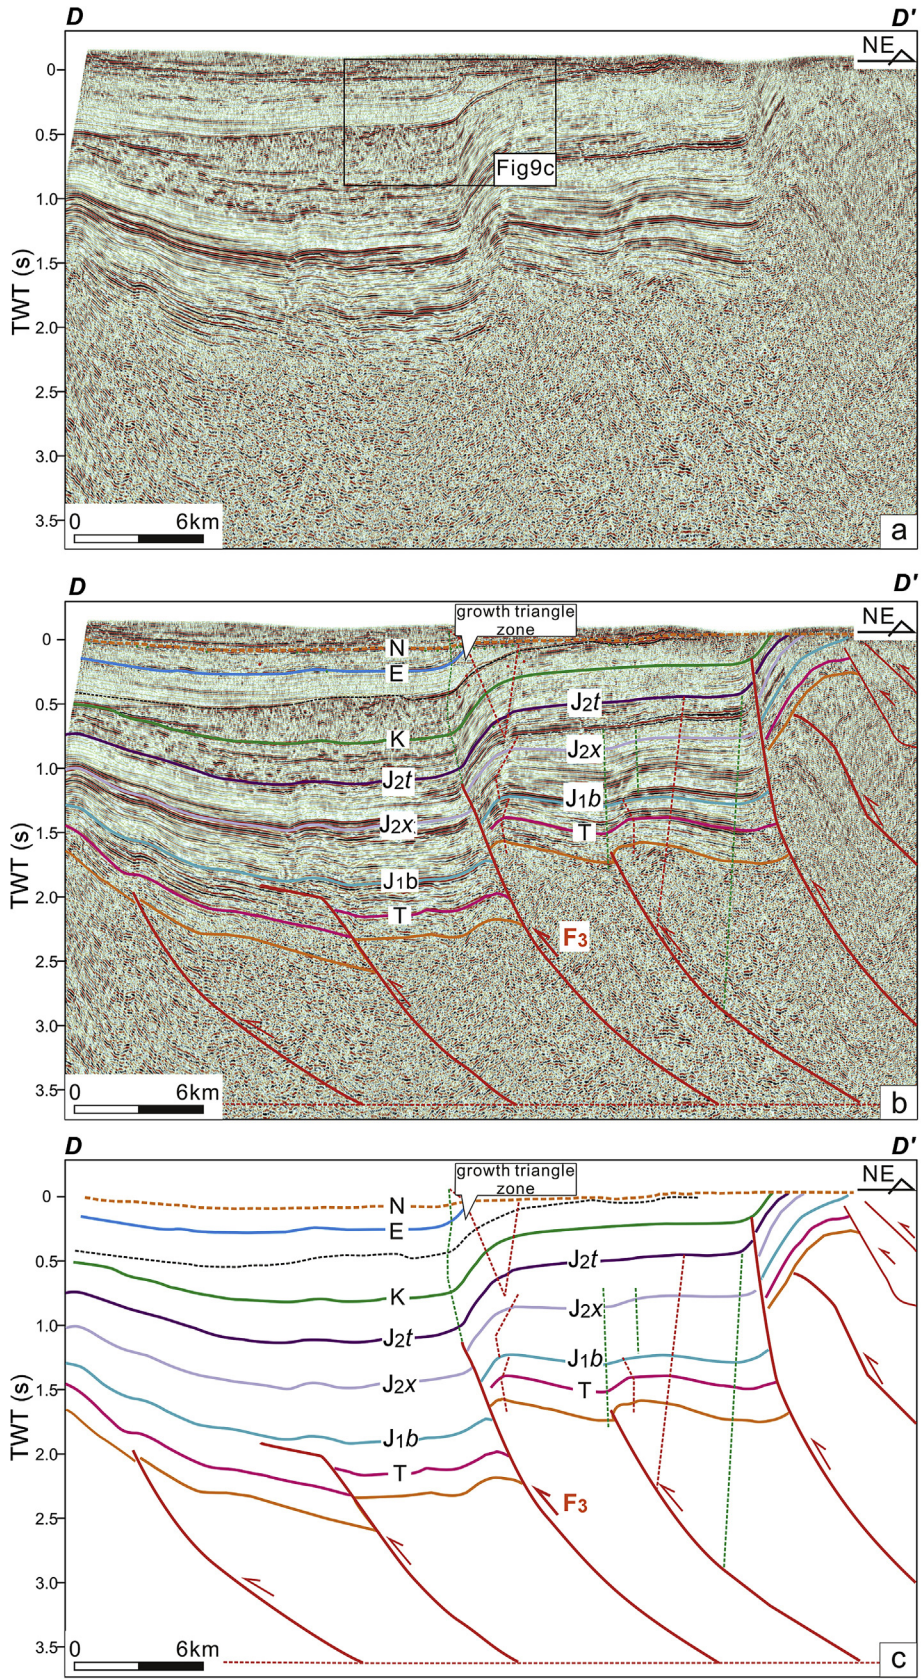 D D′
NE
0
0.5
1.0
1.5
2.0
2.5
3.0
3.5
TWT (s)
Fig9c
0 6km
a
D D′
growth triangle
zone
NE
0
0.5
1.0
1.5
2.0
2.5
3.0
3.5
TWT (s)
N
E
K
J2t
J2x
J1b
T
J2t
J2x
J1b
T
F3
0 6km
b
D D′
growth triangle
zone
NE
0
0.5
1.0
1.5
2.0
2.5
3.0
3.5
TWT (s)
N
E
K
J2t
J2x
J1b
T
J2t
J2x
J1b
T
F3
0 6km
c